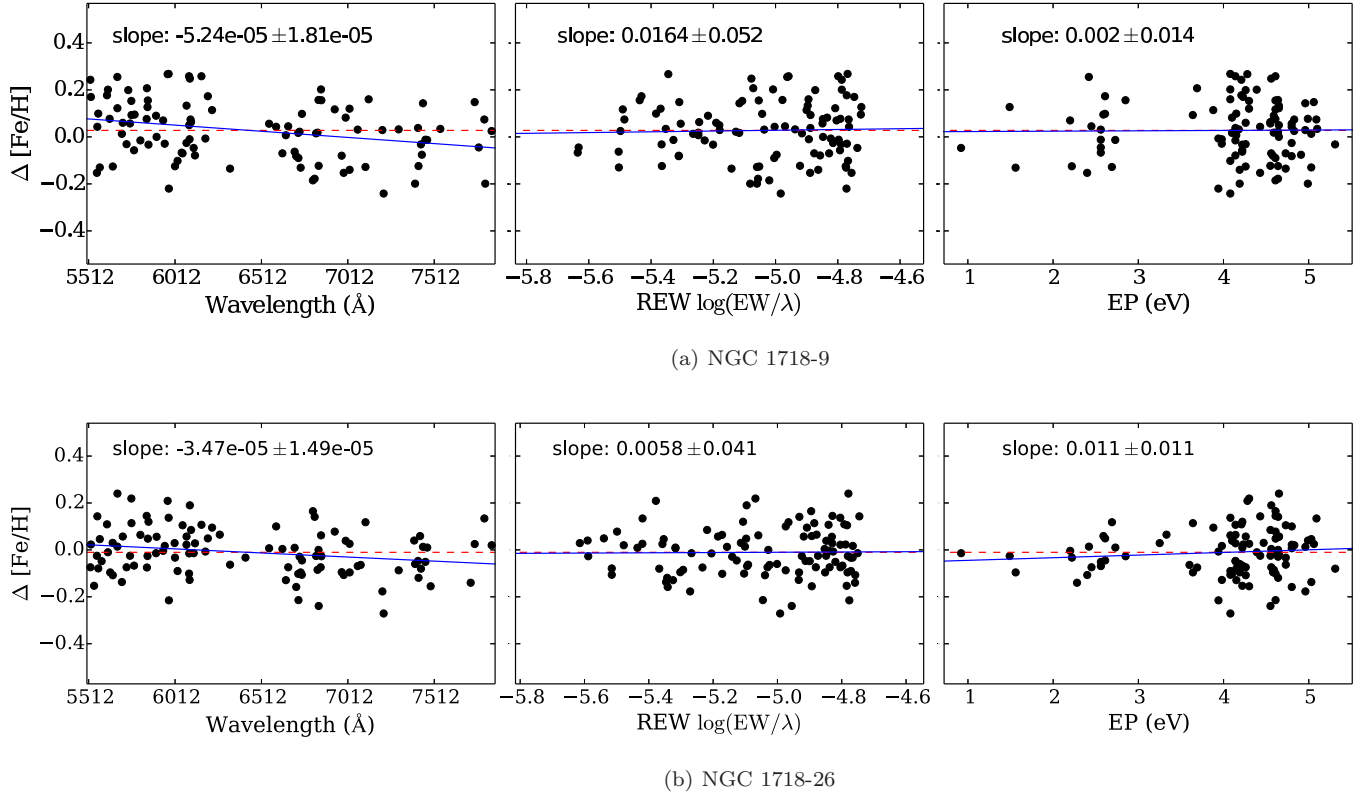 slope: -5.24e-05 ± 1.81e-05
slope: 0.0164 ± 0.052
slope: 0.002 ± 0.014
0.4
0.2
0.0
−0.2
−0.4
Δ [Fe/H]
5512 6012 6512 7012 7512
−5.8 −5.6 −5.4 −5.2 −5.0 −4.8 −4.6
1 2 3 4 5
Wavelength (Å)
REW log(EW/λ)
EP (eV)
(a) NGC 1718-9
slope: -3.47e-05 ± 1.49e-05
slope: 0.0058 ± 0.041
slope: 0.011 ± 0.011
0.4
0.2
0.0
−0.2
−0.4
Δ [Fe/H]
5512 6012 6512 7012 7512
−5.8 −5.6 −5.4 −5.2 −5.0 −4.8 −4.6
1 2 3 4 5
Wavelength (Å)
REW log(EW/λ)
EP (eV)
(b) NGC 1718-26